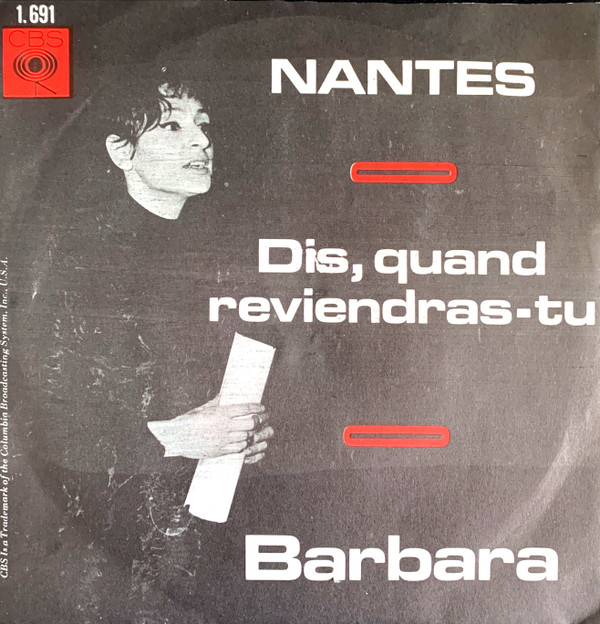 1.691
CBS
NANTES
Dis, quand
reviendras-tu
Barbara
CBS Is a Trademark of the Columbia Broadcasting System, Inc., U.S.A.